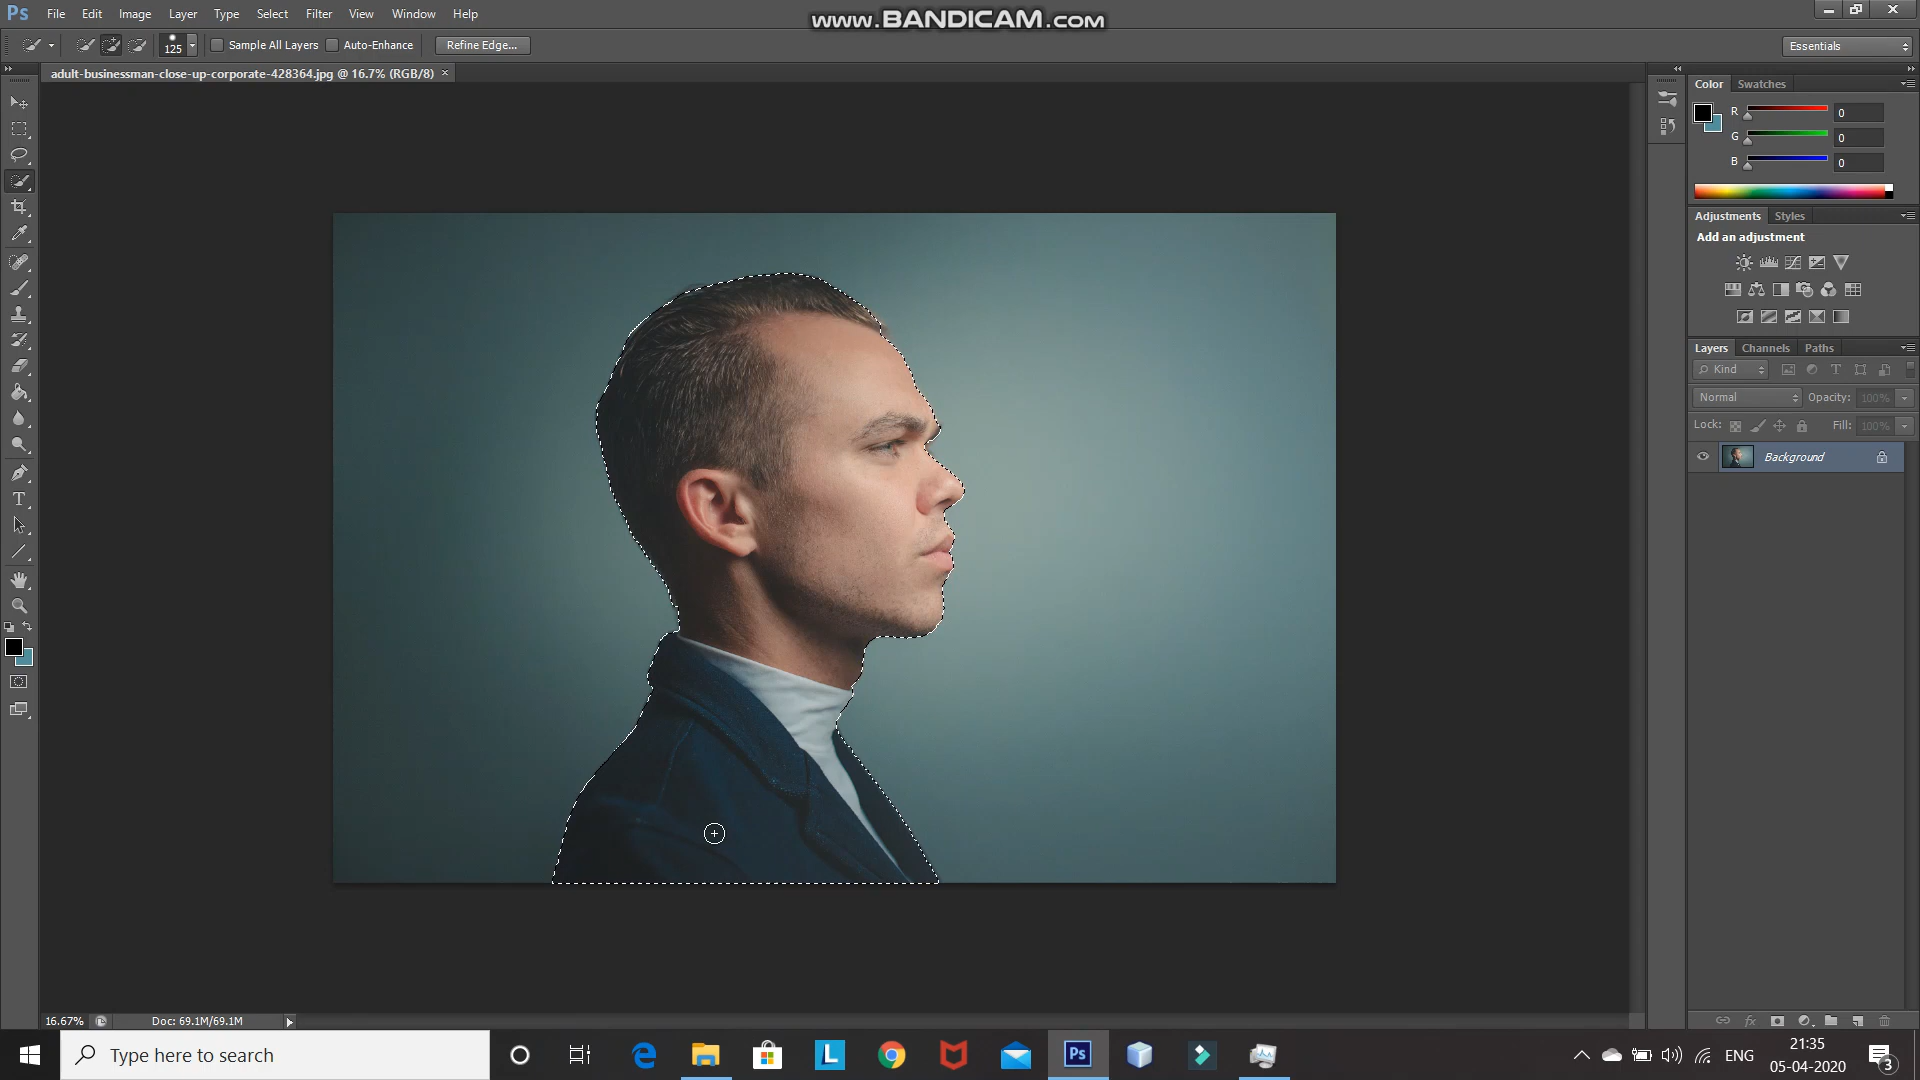 Ps File Edit Image Layer Type Select Filter View Window Help
www.BANDICAM.com
125 Sample All Layers Auto-Enhance Refine Edge... Essentials
adult-businessman-close-up-corporate-428364.jpg @ 16.7% (RGB/8) ×
Color Swatches
R 0
G 0
B 0
Adjustments Styles
Add an adjustment
Layers Channels Paths
Kind
Normal Opacity: 100%
Lock: Fill: 100%
Background
16.67% Doc: 69.1M/69.1M
Type here to search
L
Ps
ENG
21:35
05-04-2020
3